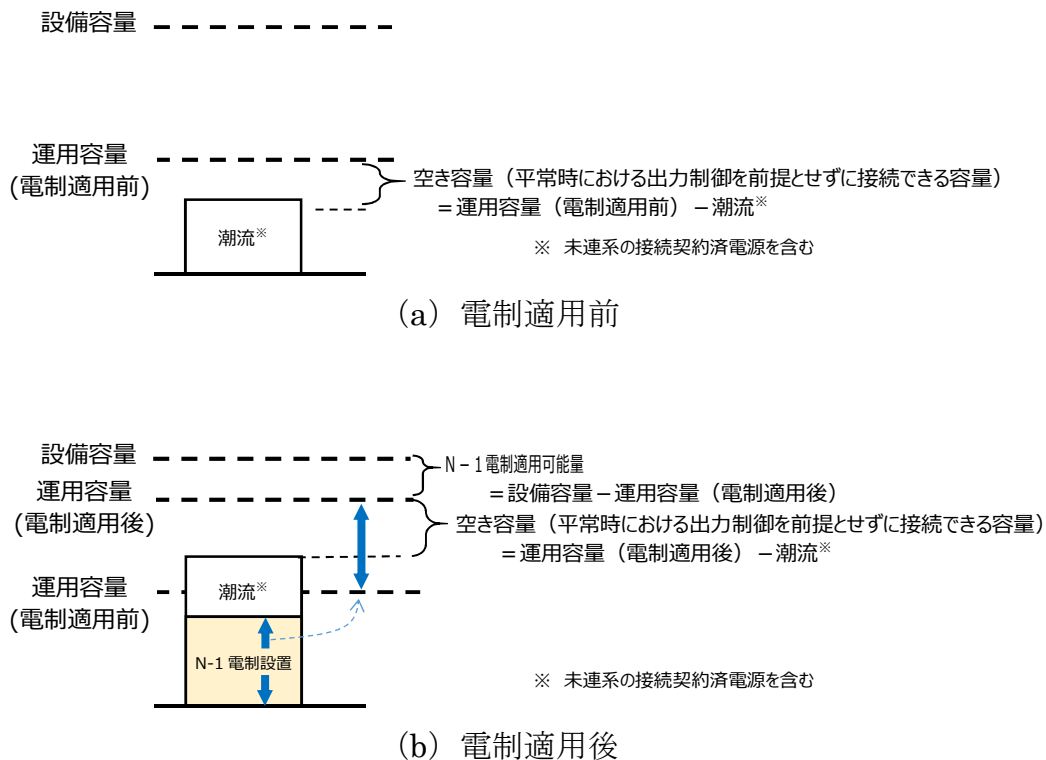 設備容量
運用容量
(電制適用前)
空き容量（平常時における出力制御を前提とせずに接続できる容量）
＝運用容量（電制適用前）－潮流※
潮流※
※ 未連系の接続契約済電源を含む
(a) 電制適用前
設備容量
N－1電制適用可能量
＝設備容量－運用容量（電制適用後）
運用容量
(電制適用後)
空き容量（平常時における出力制御を前提とせずに接続できる容量）
＝運用容量（電制適用後）－潮流※
運用容量
(電制適用前)
潮流※
N-1 電制設置
※ 未連系の接続契約済電源を含む
(b) 電制適用後